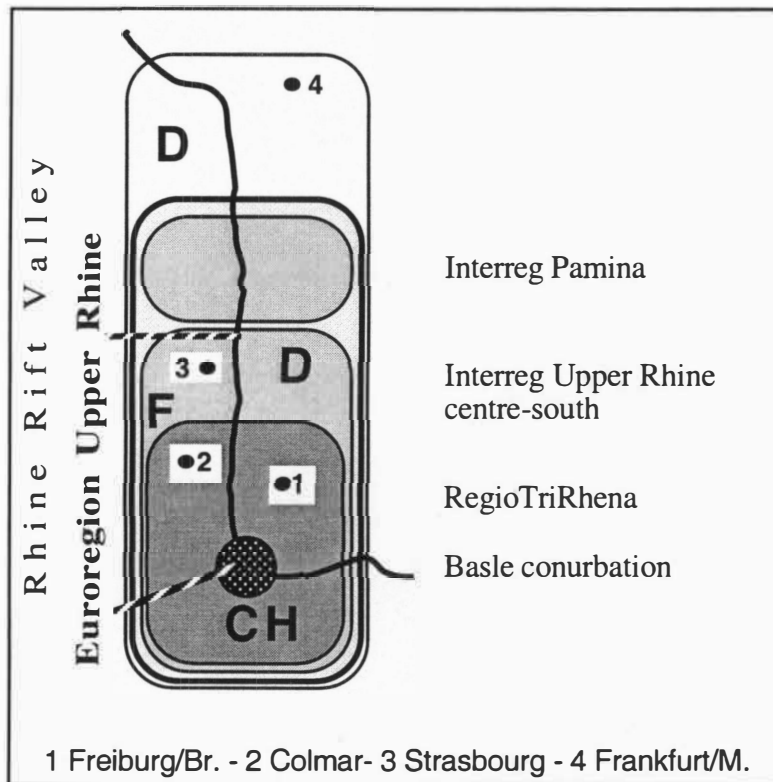 Rhine Rift Valley
Euroregion Upper Rhine
4
D
Interreg Pamina
3
D
F
Interreg Upper Rhine
centre-south
2
1
RegioTriRhena
Basle conurbation
CH
1 Freiburg/Br. - 2 Colmar- 3 Strasbourg - 4 Frankfurt/M.